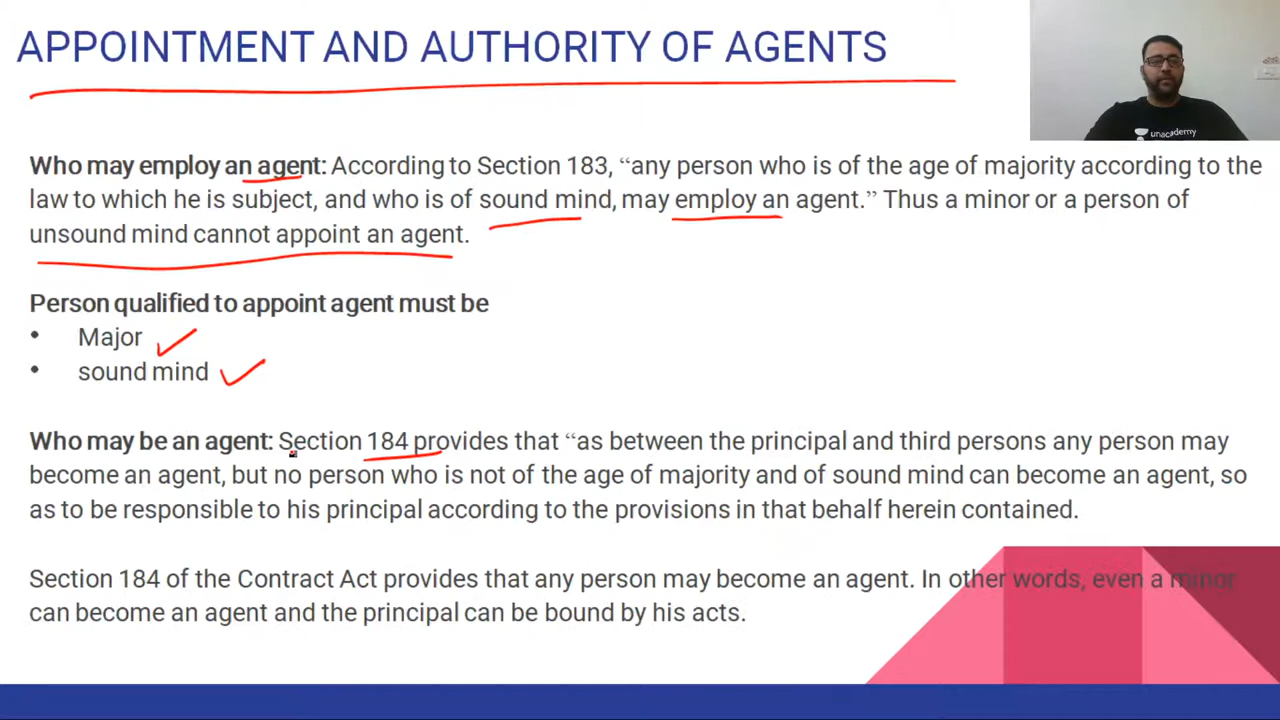 APPOINTMENT AND AUTHORITY OF AGENTS
unacademy
Who may employ an agent: According to Section 183, “any person who is of the age of majority according to the
law to which he is subject, and who is of sound mind, may employ an agent.” Thus a minor or a person of
unsound mind cannot appoint an agent.
Person qualified to appoint agent must be
• Major
• sound mind
Who may be an agent: Section 184 provides that “as between the principal and third persons any person may
become an agent, but no person who is not of the age of majority and of sound mind can become an agent, so
as to be responsible to his principal according to the provisions in that behalf herein contained.
Section 184 of the Contract Act provides that any person may become an agent. In other words, even a minor
can become an agent and the principal can be bound by his acts.